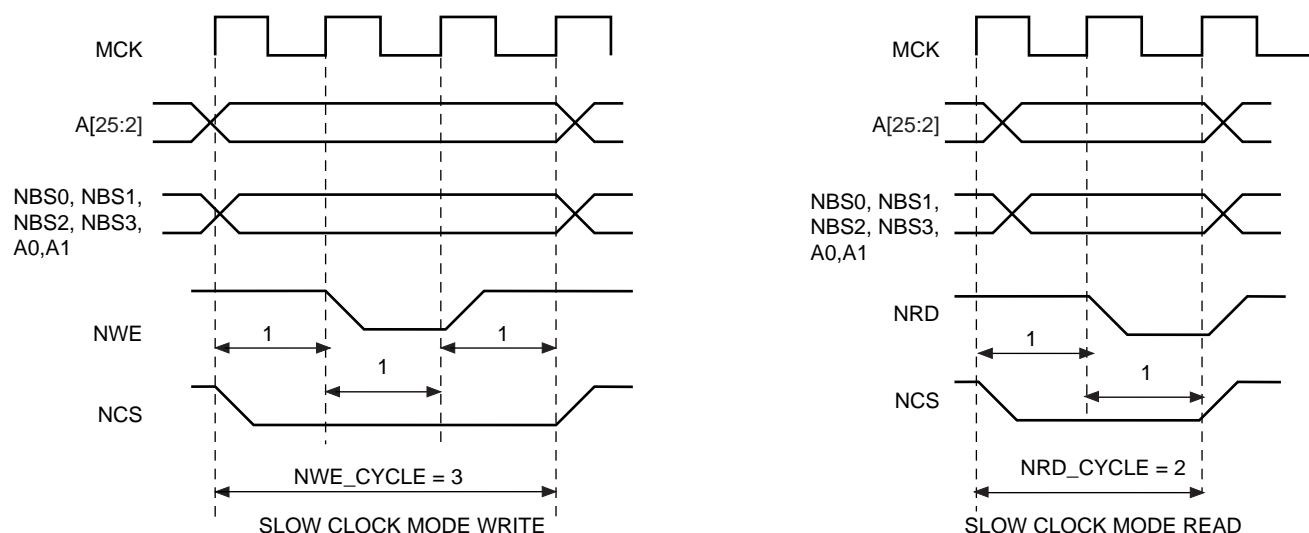 MCK
A[25:2]
NBS0, NBS1,
NBS2, NBS3,
A0,A1
NWE
1
1
1
NCS
NWE_CYCLE = 3
SLOW CLOCK MODE WRITE
MCK
A[25:2]
NBS0, NBS1,
NBS2, NBS3,
A0,A1
NRD
1
1
NCS
NRD_CYCLE = 2
SLOW CLOCK MODE READ